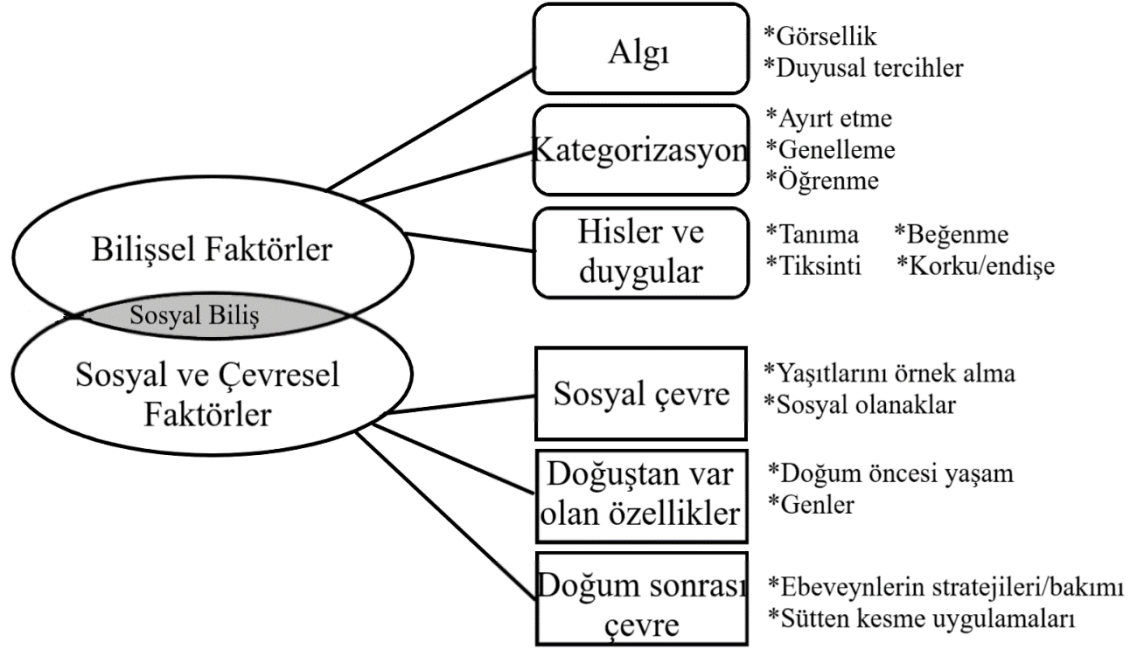 Algı
*Görsellik
*Duyusal tercihler
Kategorizasyon
*Ayırt etme
*Genelleme
*Öğrenme
Hisler ve
duygular
*Tanıma *Beğenme
*Tiksinti *Korku/endişe
Bilişsel Faktörler
Sosyal Biliş
Sosyal ve Çevresel
Faktörler
Sosyal çevre
*Yaşıtlarını örnek alma
*Sosyal olanaklar
Doğuştan var
olan özellikler
*Doğum öncesi yaşam
*Genler
Doğum sonrası
çevre
*Ebeveynlerin stratejileri/bakımı
*Sütten kesme uygulamaları